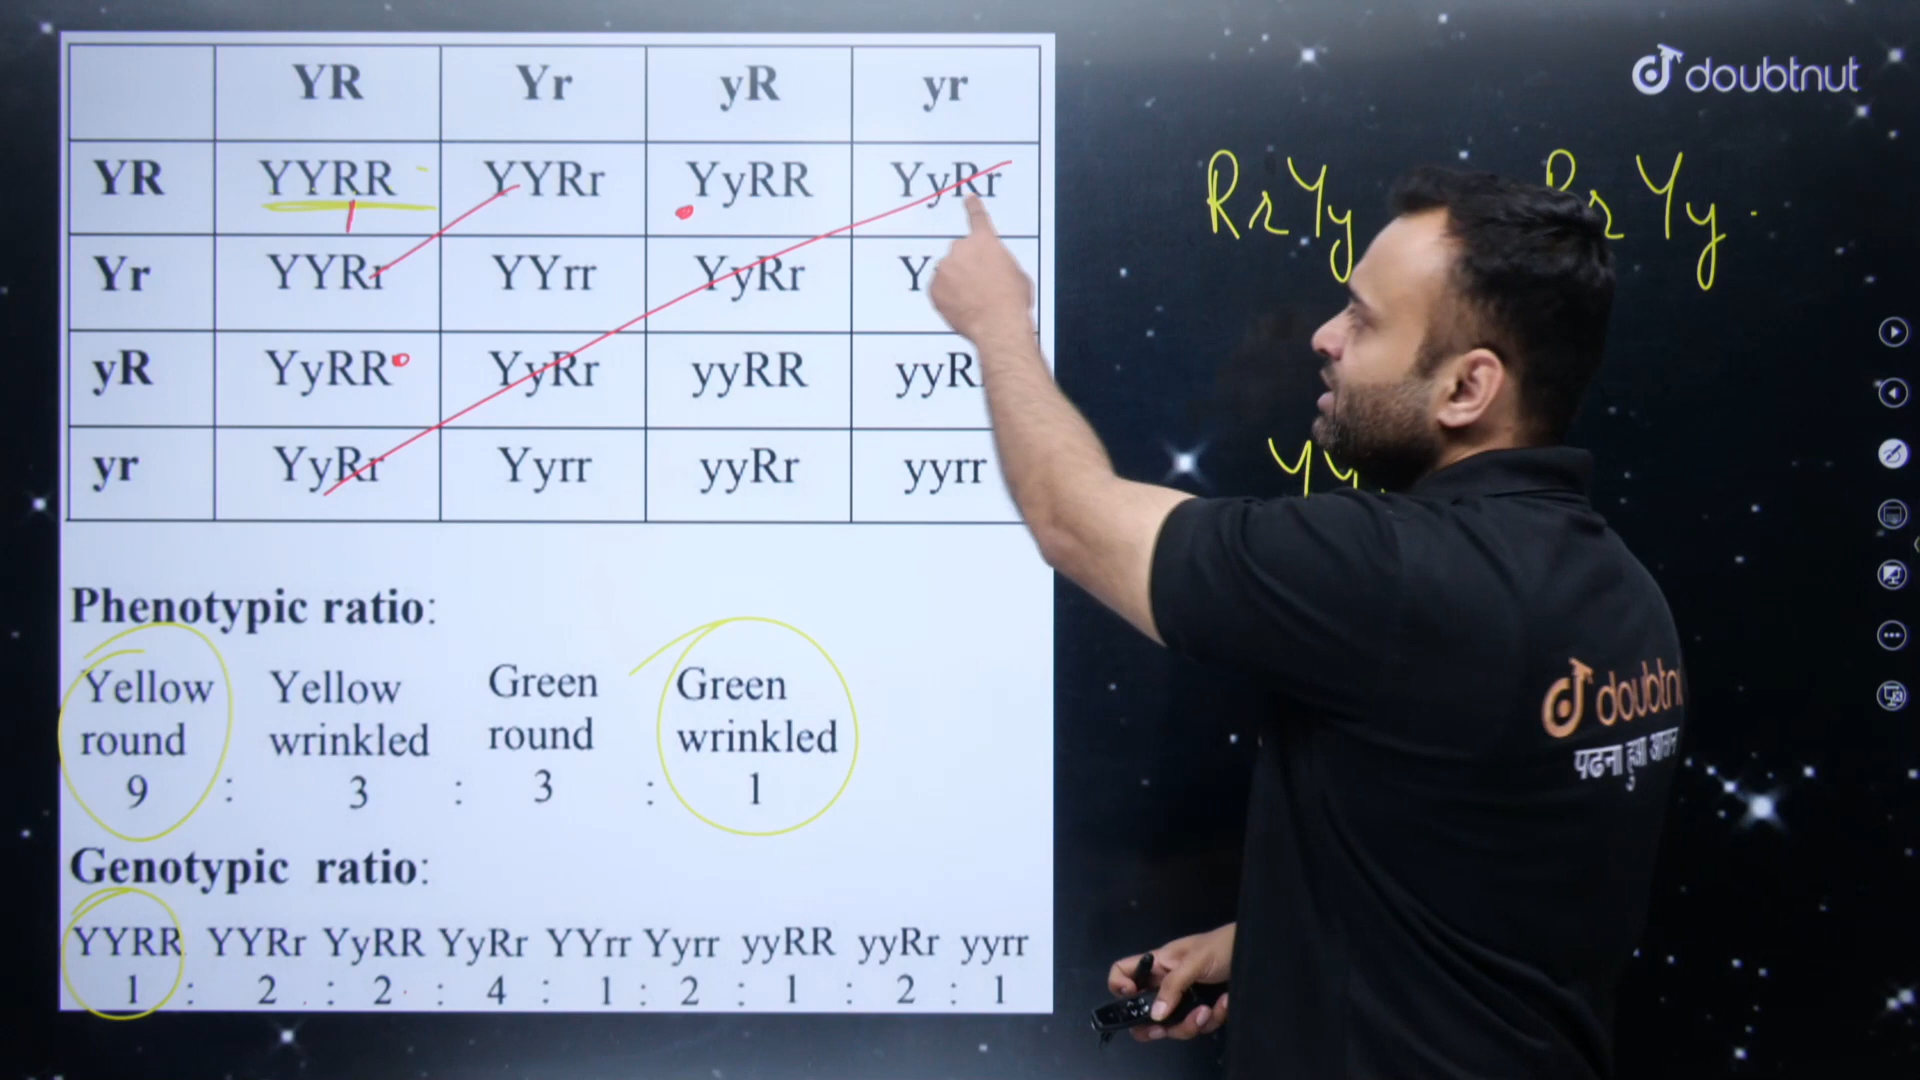 doubtnut
YR Yr yR yr
YR YYRR YYRr YyRR YyRr
Yr YYRr YYrr YyRr
yR YyRR YyRr yyRR
yr YyRr Yyrr yyRr yyrr
RrYy RrYy
Phenotypic ratio:
Yellow round Yellow wrinkled Green round Green wrinkled
9 : 3 : 3 : 1
Genotypic ratio:
YYRR YYRr YyRR YyRr YYrr Yyrr yyRR yyRr yyrr
1 : 2 : 2 : 4 : 1 : 2 : 1 : 2 : 1
पढना हुआ आसान